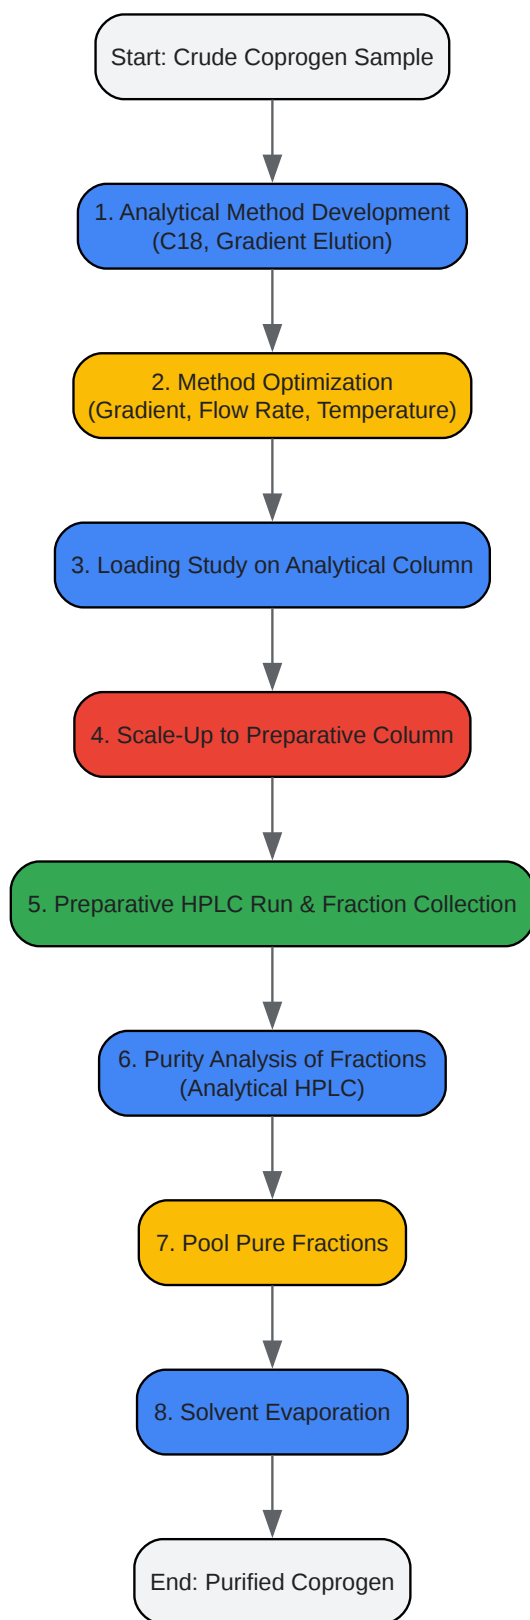 Start: Crude Coprogen Sample
1. Analytical Method Development
(C18, Gradient Elution)
2. Method Optimization
(Gradient, Flow Rate, Temperature)
3. Loading Study on Analytical Column
4. Scale-Up to Preparative Column
5. Preparative HPLC Run & Fraction Collection
6. Purity Analysis of Fractions
(Analytical HPLC)
7. Pool Pure Fractions
8. Solvent Evaporation
End: Purified Coprogen